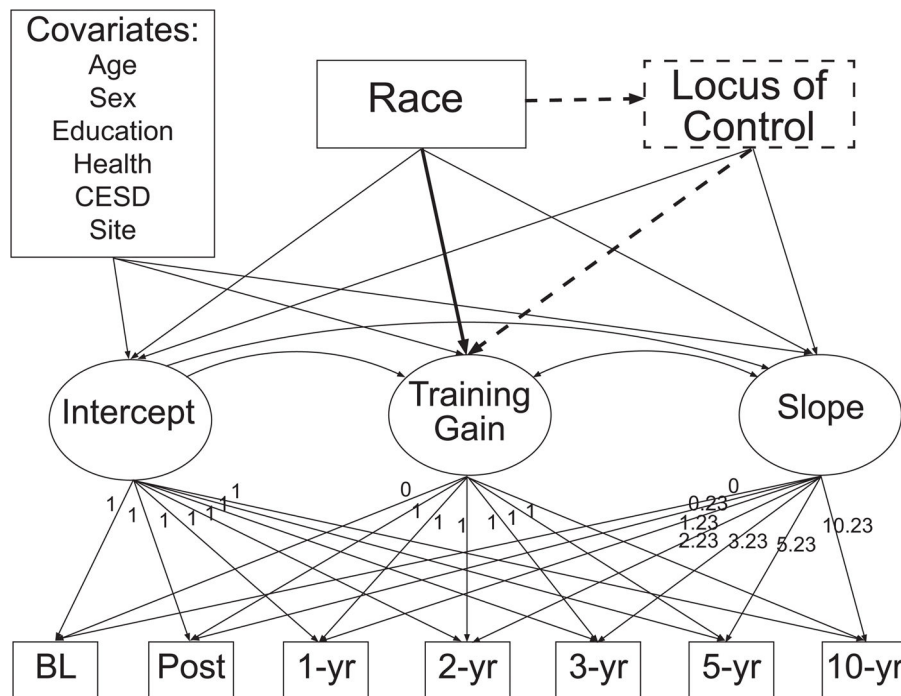 Covariates:
Age
Sex
Education
Health
CESD
Site
Race
Locus of
Control
Intercept
Training
Gain
Slope
1
1
1
1
1
1
1
0
1
1
1
1
1
1
0
0.23
1.23
2.23
3.23
5.23
10.23
BL
Post
1-yr
2-yr
3-yr
5-yr
10-yr